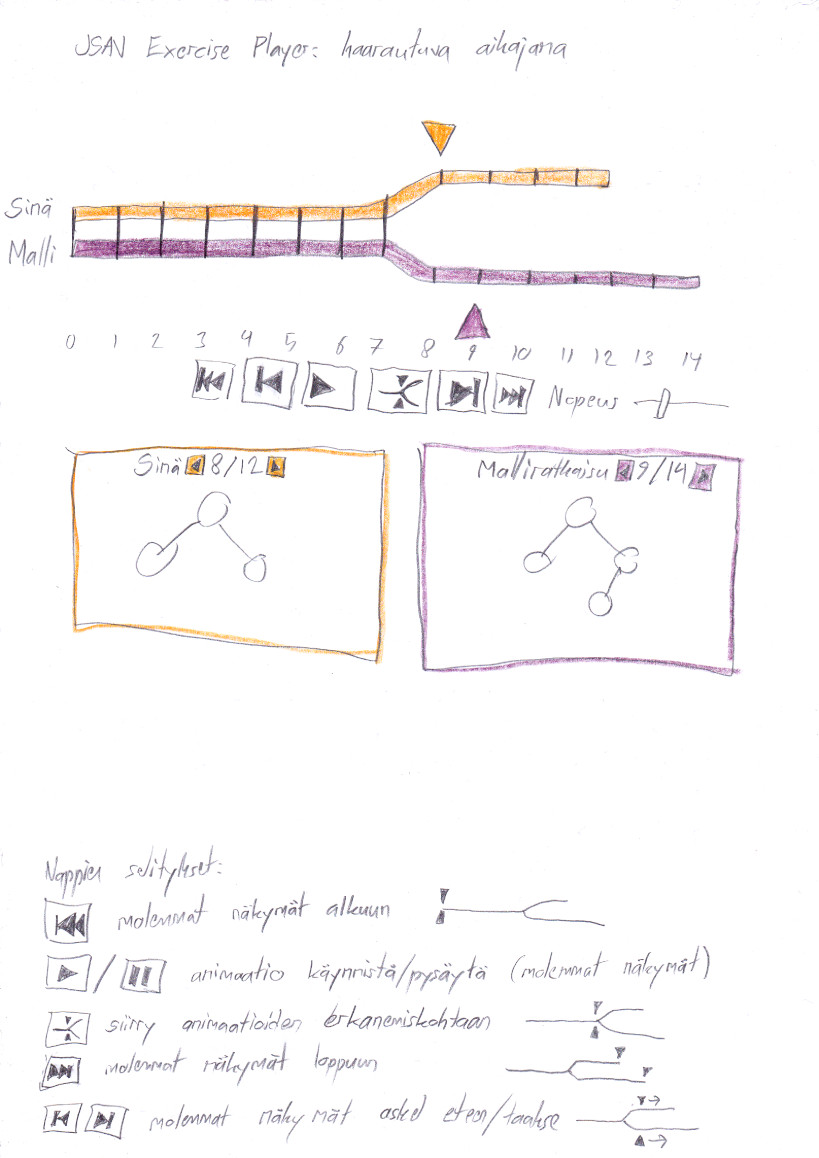 JSAV Exercise Player: haarautuva aikajana
Sinä
Malli
0 1 2 3 4 5 6 7 8 9 10 11 12 13 14
Nopeus
Sinä 8/12
Malliratkaisu 9/14
Nappien selitykset:
molemmat näkymät alkuun
/ animaatio käynnistä/pysäytä (molemmat näkymät)
siirry animaatioiden erkanemiskohtaan
molemmat näkymät loppuun
molemmat näkymät askel eteen/taakse